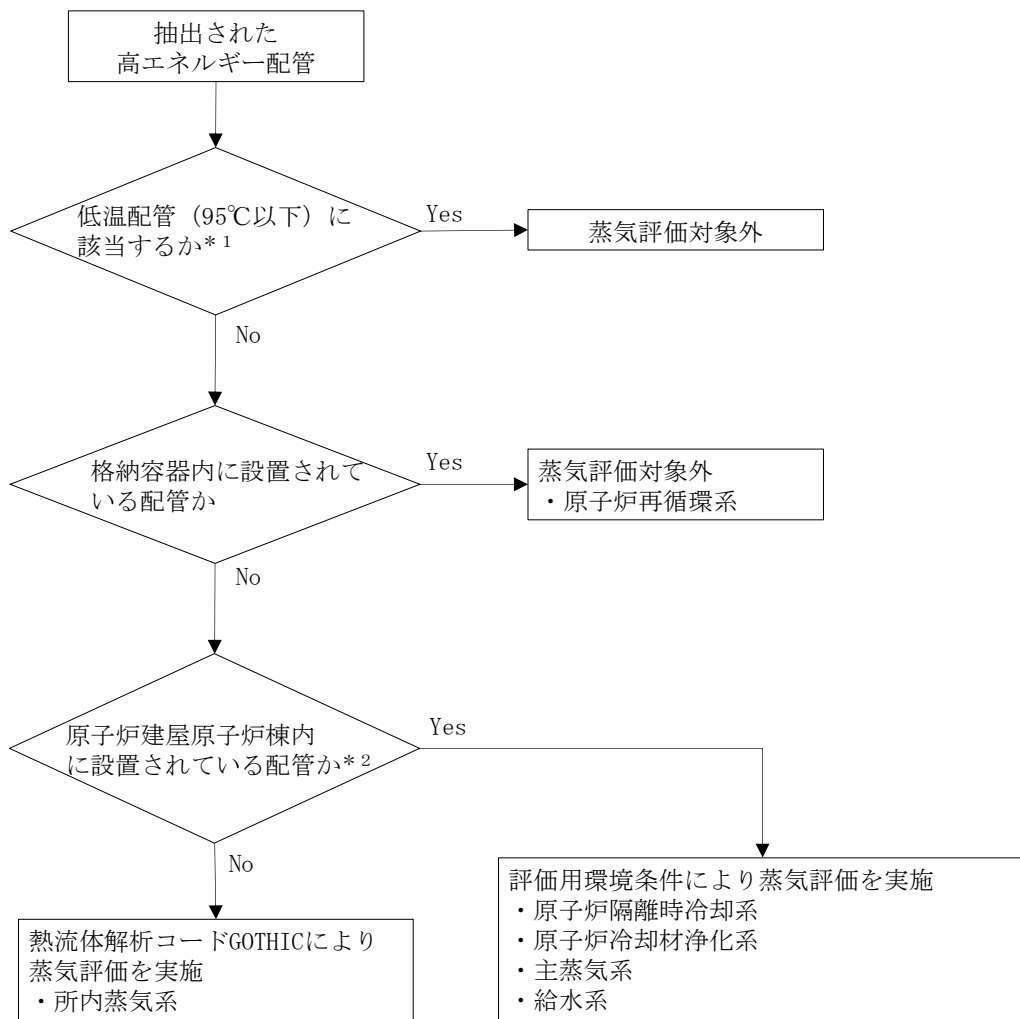 抽出された
高エネルギー配管
低温配管（95℃以下）に
該当するか*1
Yes
蒸気評価対象外
No
格納容器内に設置されて
いる配管か
Yes
蒸気評価対象外
・原子炉再循環系
No
原子炉建屋原子炉棟内
に設置されている配管か*2
Yes
No
熱流体解析コードGOTHICにより
蒸気評価を実施
・所内蒸気系
評価用環境条件により蒸気評価を実施
・原子炉隔離時冷却系
・原子炉冷却材浄化系
・主蒸気系
・給水系